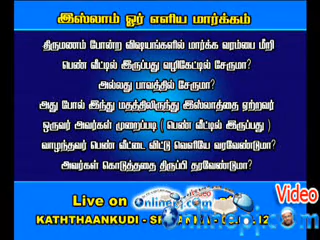 இஸ்லாம் ஓர் எளிய மார்க்கம்
திருமணம் போன்ற விஷயங்களில் மார்க்க வரம்பை மீறி
பெண் வீட்டில் இருப்பது வழிகேட்டில் சேருமா?
அல்லது பாவத்தில் சேருமா?
அது போல் இந்து மதத்திலிருந்து இஸ்லாத்தை ஏற்றவர்
ஒருவர் அவர்கள் முறைப்படி ( பெண் வீட்டில் இருப்பது )
வாழந்தவர் பெண் வீட்டை விட்டு வெளியே வரவேண்டுமா?
அவர்கள் கொடுத்ததை திருப்பி தரவேண்டுமா?
Live on
Video
KATHTHAANKUDI -